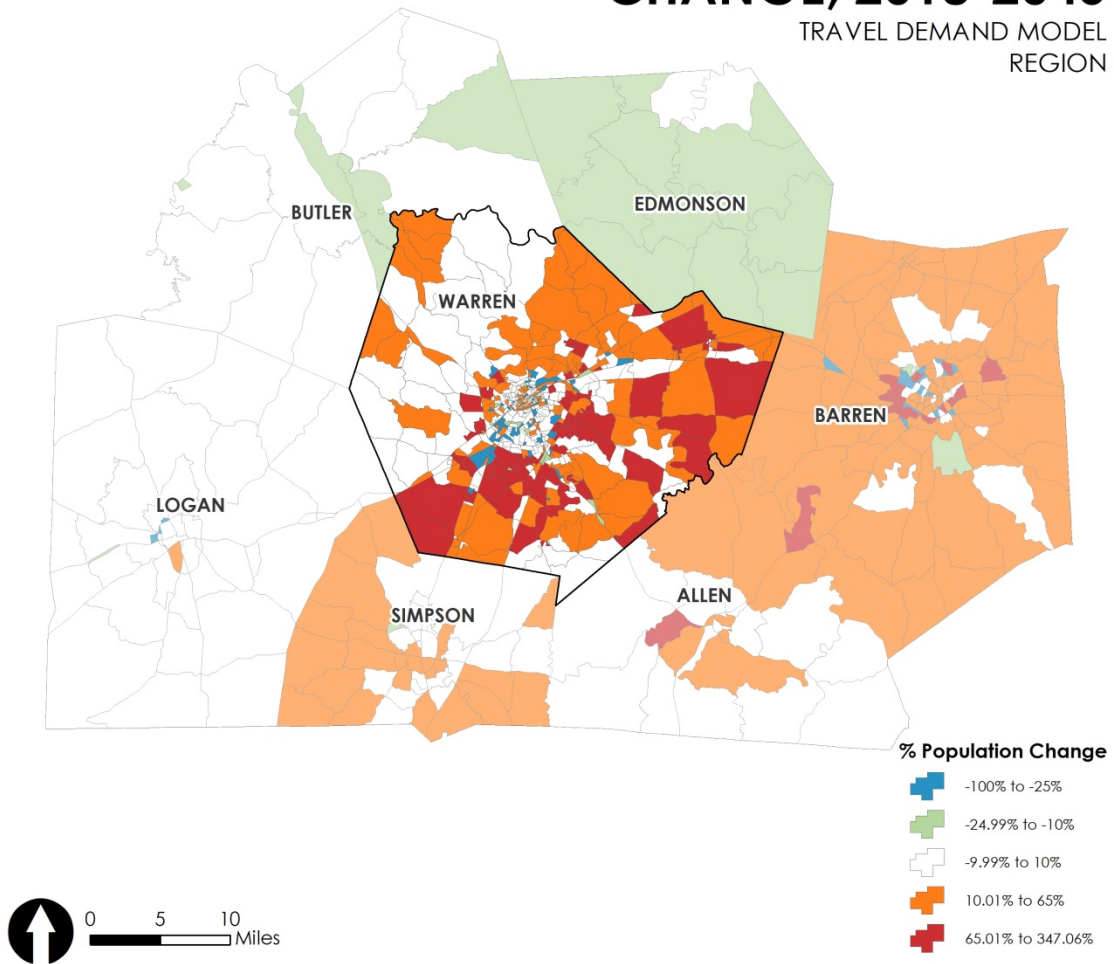 TRAVEL DEMAND MODEL
REGION
EDMONSON
BUTLER
WARREN
BARREN
LOGAN
ALLEN
SIMPSON
% Population Change
-100% to -25%
-24.99% to -10%
-9.99% to 10%
10.01% to 65%
65.01% to 347.06%
0 5 10
Miles